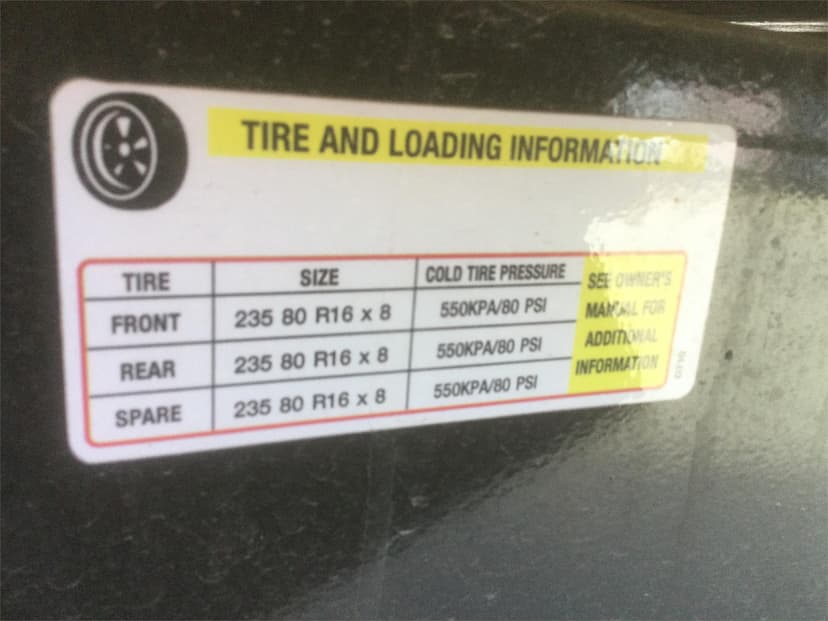 TIRE AND LOADING INFORMATION
TIRE SIZE COLD TIRE PRESSURE SEE OWNER'S
FRONT 235 80 R16 x 8 550KPA/80 PSI MANUAL FOR
ADDITIONAL
REAR 235 80 R16 x 8 550KPA/80 PSI INFORMATION
SPARE 235 80 R16 x 8 550KPA/80 PSI